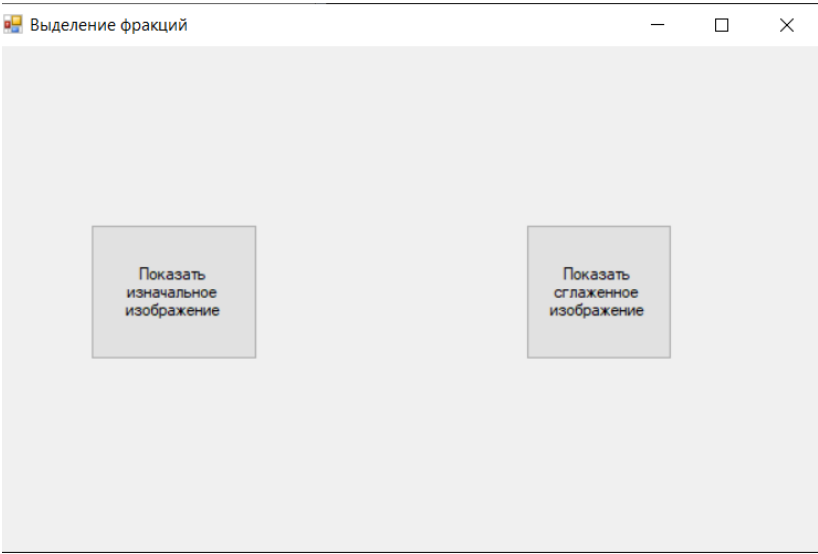 Выделение фракций
Показать
изначальное
изображение
Показать
сглаженное
изображение